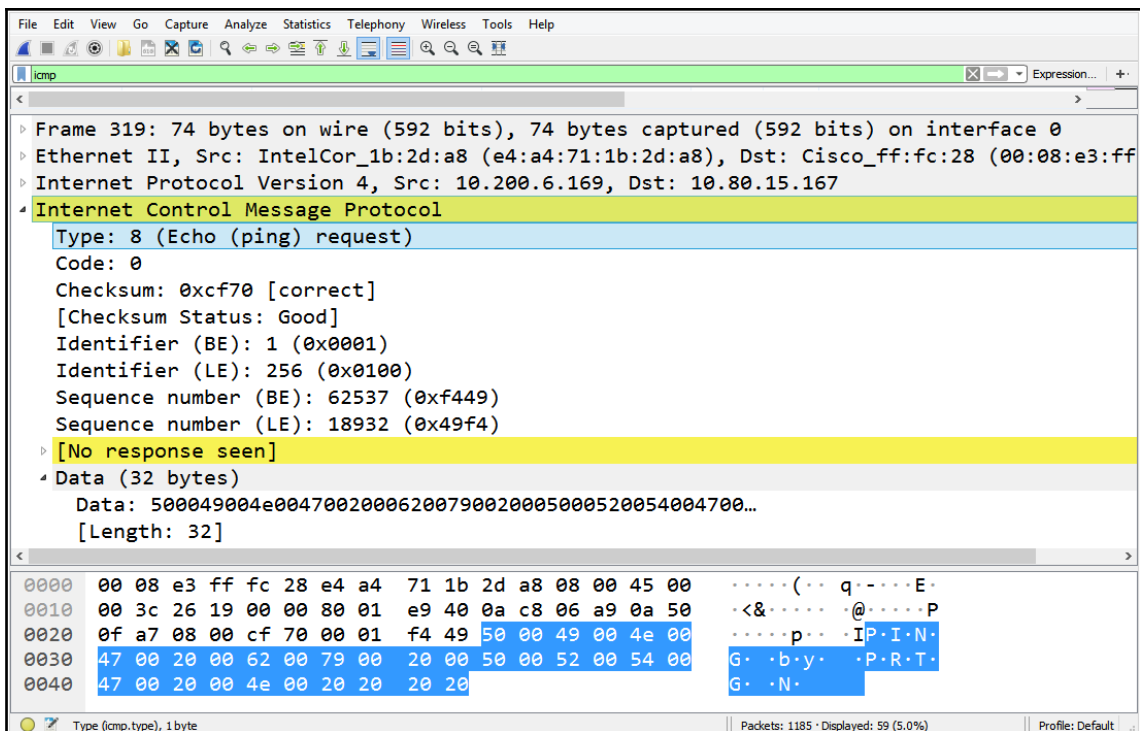 File Edit View Go Capture Analyze Statistics Telephony Wireless Tools Help
icmp Expression... +
Frame 319: 74 bytes on wire (592 bits), 74 bytes captured (592 bits) on interface 0
Ethernet II, Src: IntelCor_1b:2d:a8 (e4:a4:71:1b:2d:a8), Dst: Cisco_ff:fc:28 (00:08:e3:ff
Internet Protocol Version 4, Src: 10.200.6.169, Dst: 10.80.15.167
Internet Control Message Protocol
Type: 8 (Echo (ping) request)
Code: 0
Checksum: 0xcf70 [correct]
[Checksum Status: Good]
Identifier (BE): 1 (0x0001)
Identifier (LE): 256 (0x0100)
Sequence number (BE): 62537 (0xf449)
Sequence number (LE): 18932 (0x49f4)
[No response seen]
Data (32 bytes)
Data: 500049004e00470020006200790020005000520054004700…
[Length: 32]
0000 00 08 e3 ff fc 28 e4 a4 71 1b 2d a8 08 00 45 00 ·····(·· q·-···E·
0010 00 3c 26 19 00 00 80 01 e9 40 0a c8 06 a9 0a 50 ·<&····· ·@·····P
0020 0f a7 08 00 cf 70 00 01 f4 49 50 00 49 00 4e 00 ·····p·· ·IP·I·N·
0030 47 00 20 00 62 00 79 00 20 00 50 00 52 00 54 00 G· ·b·y· ·P·R·T·
0040 47 00 20 00 4e 00 20 20 20 20 G· ·N·
Type (icmp.type), 1 byte Packets: 1185 · Displayed: 59 (5.0%) Profile: Default